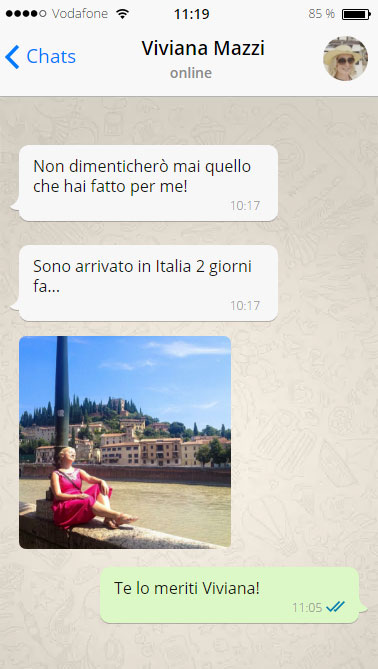 Vodafone 11:19 85 %
Chats Viviana Mazzi
online
Non dimenticherò mai quello
che hai fatto per me!
10:17
Sono arrivato in Italia 2 giorni
fa...
10:17
Te lo meriti Viviana!
11:05